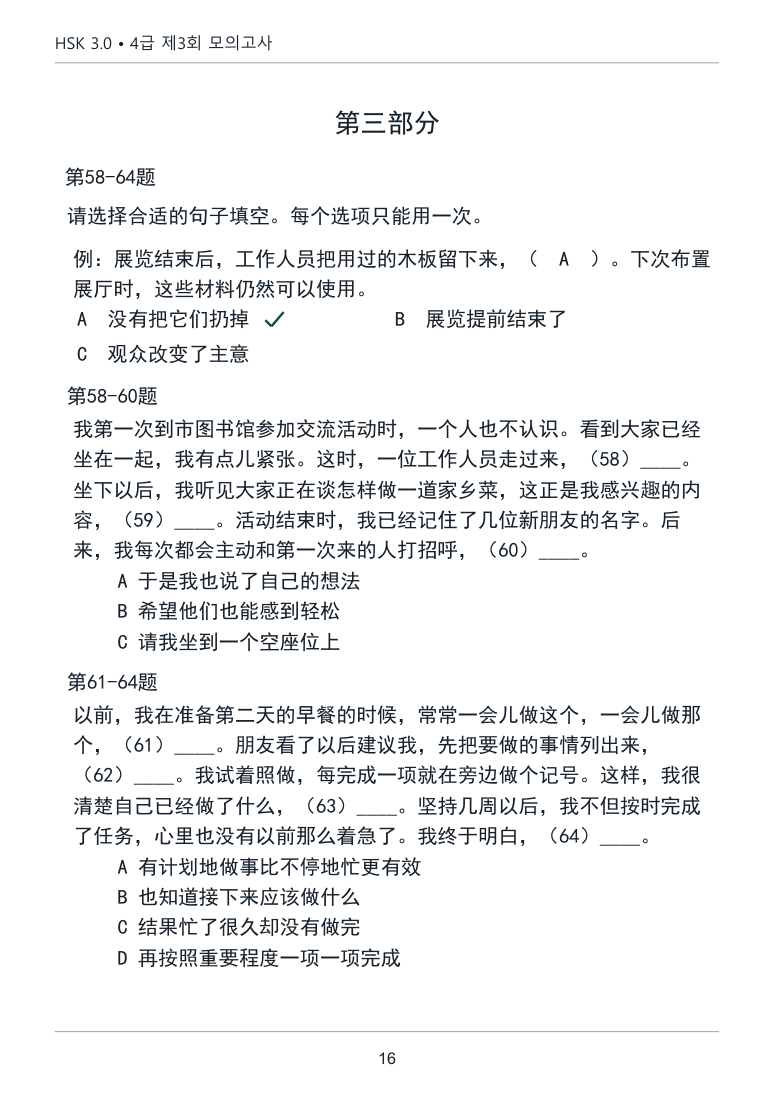 HSK 3.0 • 4급 제3회 모의고사
第三部分
第58-64题
请选择合适的句子填空。每个选项只能用一次。
例：展览结束后，工作人员把用过的木板留下来，（ A ）。下次布置
展厅时，这些材料仍然可以使用。
A 没有把它们扔掉 ✓ B 展览提前结束了
C 观众改变了主意
第58-60题
我第一次到市图书馆参加交流活动时，一个人也不认识。看到大家已经
坐在一起，我有点儿紧张。这时，一位工作人员走过来，（58）____。
坐下以后，我听见大家正在谈怎样做一道家乡菜，这正是我感兴趣的内
容，（59）____。活动结束时，我已经记住了几位新朋友的名字。后
来，我每次都会主动和第一次来的人打招呼，（60）____。
A 于是我也说了自己的想法
B 希望他们也能感到轻松
C 请我坐到一个空座位上
第61-64题
以前，我在准备第二天的早餐的时候，常常一会儿做这个，一会儿做那
个，（61）____。朋友看了以后建议我，先把要做的事情列出来，
（62）____。我试着照做，每完成一项就在旁边做个记号。这样，我很
清楚自己已经做了什么，（63）____。坚持几周以后，我不但按时完成
了任务，心里也没有以前那么着急了。我终于明白，（64）____。
A 有计划地做事比不停地忙更有效
B 也知道接下来应该做什么
C 结果忙了很久却没有做完
D 再按照重要程度一项一项完成
16